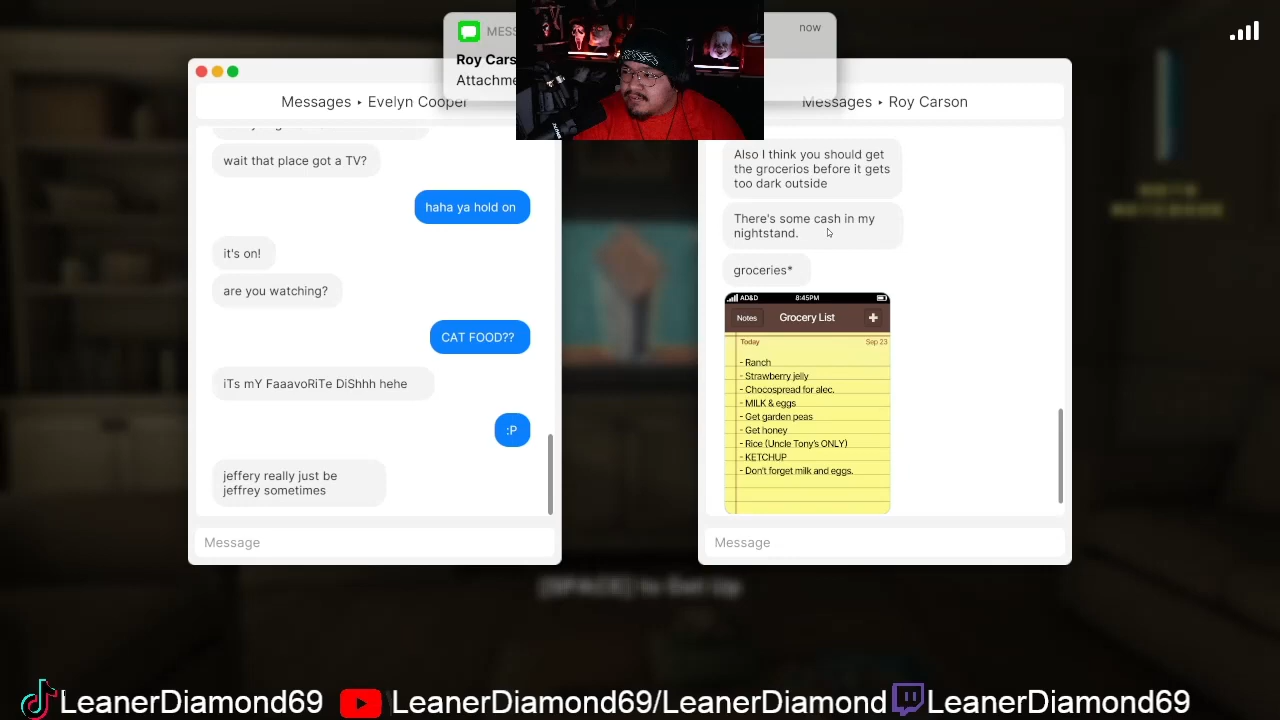 MESS
now
Roy Cars
Attachme
Messages ▸ Evelyn Cooper
wait that place got a TV?
haha ya hold on
it's on!
are you watching?
CAT FOOD??
iTs mY FaaavoRiTe DiShhh hehe
:P
jeffery really just be
jeffrey sometimes
Message
Messages ▸ Roy Carson
Also I think you should get
the grocerios before it gets
too dark outside
There's some cash in my
nightstand.
groceries*
AD&D 8:45PM
Notes Grocery List +
Today Sep 23
- Ranch
- Strawberry jelly
- Chocospread for alec.
- MILK & eggs
- Get garden peas
- Get honey
- Rice (Uncle Tony's ONLY)
- KETCHUP
- Don't forget milk and eggs.
Message
[SPACE] to Get Up
LeanerDiamond69 LeanerDiamond69/LeanerDiamond LeanerDiamond69